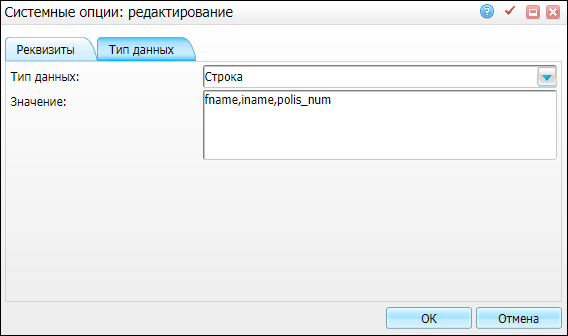 Системные опции: редактирование
Реквизиты Тип данных
Тип данных: Строка
Значение: fname,iname,polis_num
OK Отмена